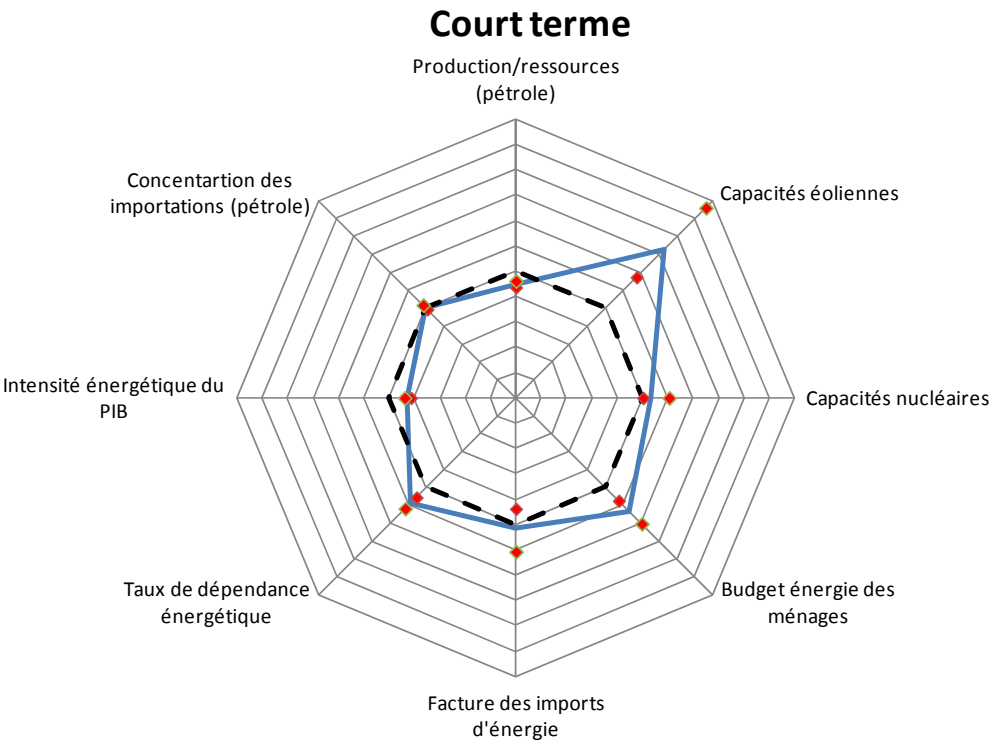 Court terme
Production/ressources
(pétrole)
Concentartion des
importations (pétrole)
Capacités éoliennes
Intensité énergétique du
PIB
Capacités nucléaires
Taux de dépendance
énergétique
Budget énergie des
ménages
Facture des imports
d'énergie